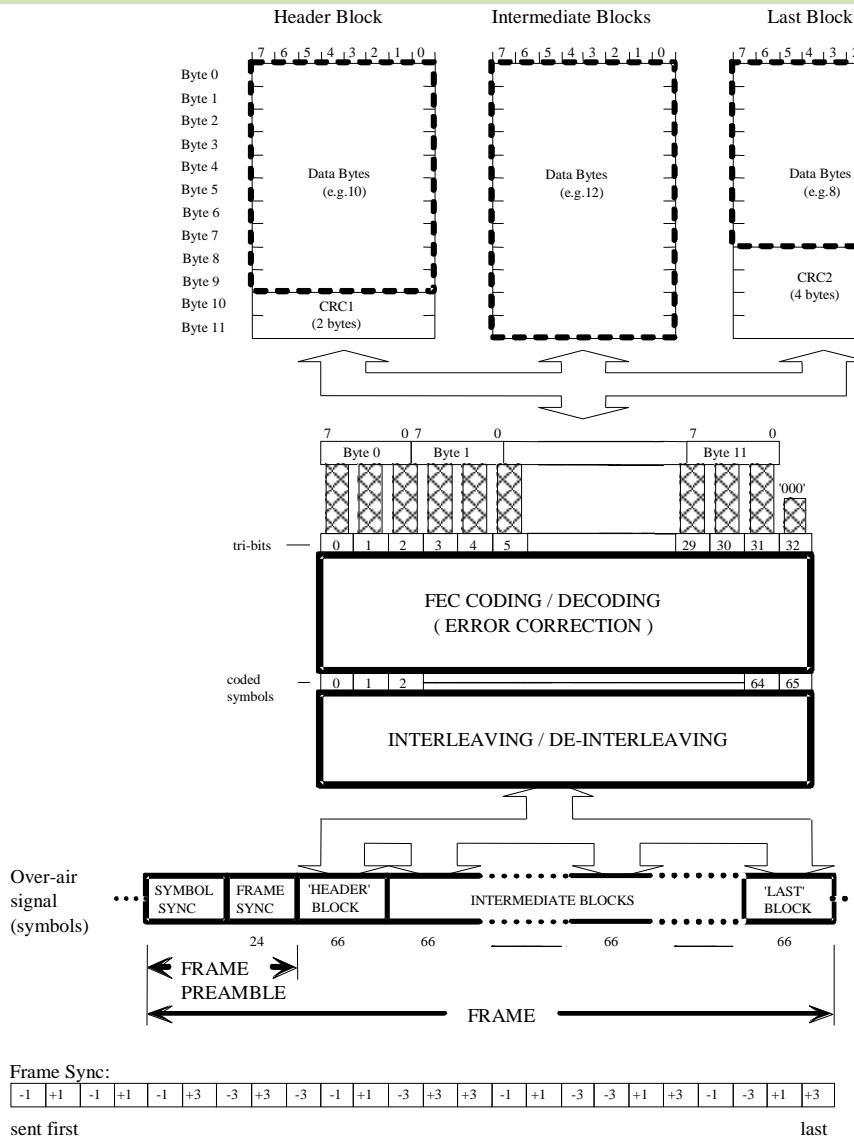 Header Block Intermediate Blocks Last Block
7 6 5 4 3 2 1 0 7 6 5 4 3 2 1 0 7 6 5 4 3
Byte 0
Byte 1
Byte 2
Byte 3
Byte 4
Byte 5
Byte 6
Byte 7
Byte 8
Byte 9
Byte 10
Byte 11
Data Bytes
(e.g.10)
CRC1
(2 bytes)
Data Bytes
(e.g.12)
Data Bytes
(e.g.8)
CRC2
(4 bytes)
7 0 7 0 7 0
Byte 0 Byte 1 Byte 11
'000'
tri-bits 0 1 2 3 4 5 29 30 31 32
FEC CODING / DECODING
( ERROR CORRECTION )
coded
symbols
0 1 2 64 65
INTERLEAVING / DE-INTERLEAVING
Over-air
signal
(symbols)
SYMBOL
SYNC
FRAME
SYNC
'HEADER'
BLOCK
INTERMEDIATE BLOCKS
'LAST'
BLOCK
24 66 66 66 66
FRAME
PREAMBLE
FRAME
Frame Sync:
-1 +1 -1 +1 -1 +3 -3 +3 -3 -1 +1 -3 +3 +3 -1 +1 -3 -3 +1 +3 -1 -3 +1 +3
sent first last